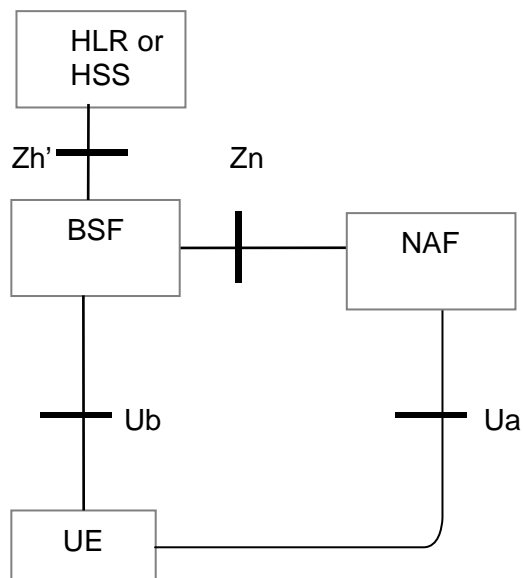 HLR or
HSS
Zh’
Zn
BSF
NAF
Ub
Ua
UE